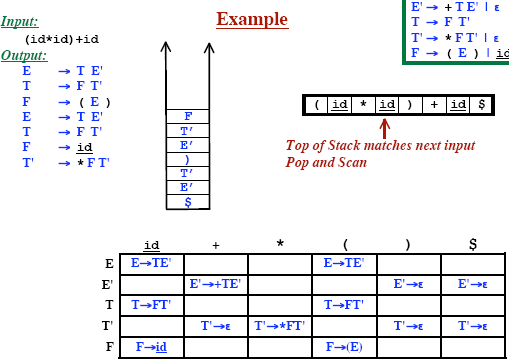 Example
Input:
(id*id)+id
Output:
E → T E'
T → F T'
F → ( E )
E → T E'
T → F T'
F → id
T' → * F T'
F
T'
E'
)
T'
E'
$
E' → + T E' | ε
T → F T'
T' → * F T' | ε
F → ( E ) | id
( id * id ) + id $
Top of Stack matches next input
Pop and Scan
id + * ( ) $
E E→TE' E→TE'
E' E'→+TE' E'→ε E'→ε
T T→FT' T→FT'
T' T'→ε T'→*FT' T'→ε T'→ε
F F→id F→(E)